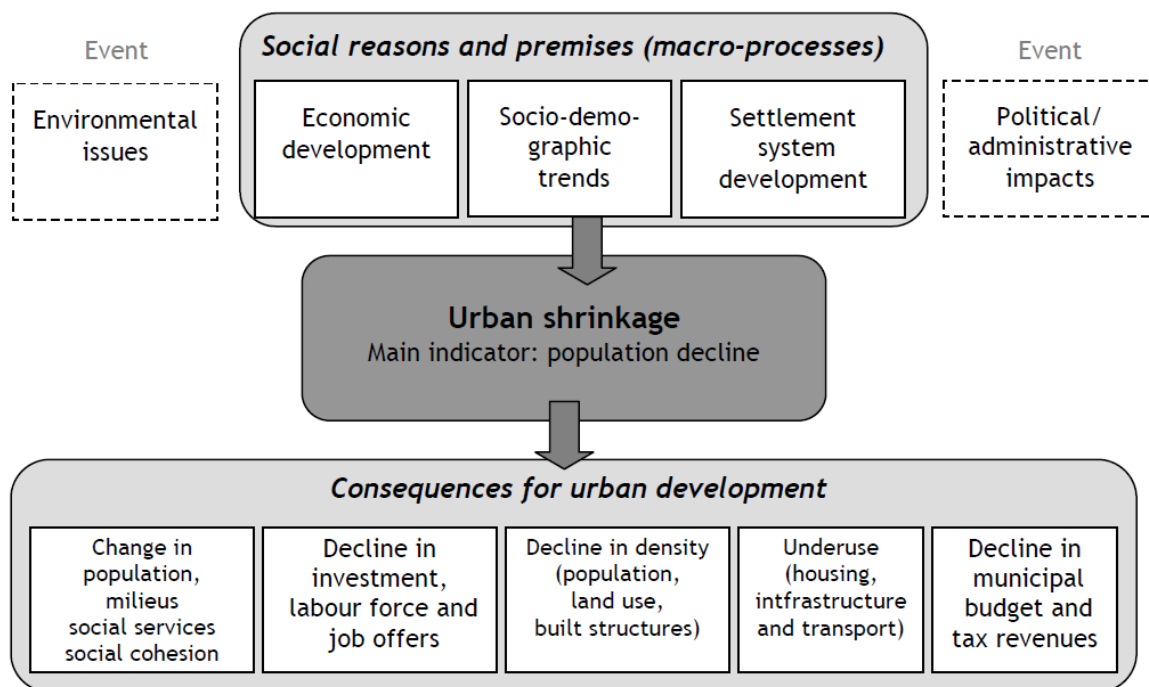 Event
Environmental
issues
Social reasons and premises (macro-processes)
Economic
development
Socio-demo-
graphic
trends
Settlement
system
development
Event
Political/
administrative
impacts
Urban shrinkage
Main indicator: population decline
Consequences for urban development
Change in
population,
milieus
social services
social cohesion
Decline in
investment,
labour force and
job offers
Decline in density
(population,
land use,
built structures)
Underuse
(housing,
intfrastructure
and transport)
Decline in
municipal
budget and
tax revenues